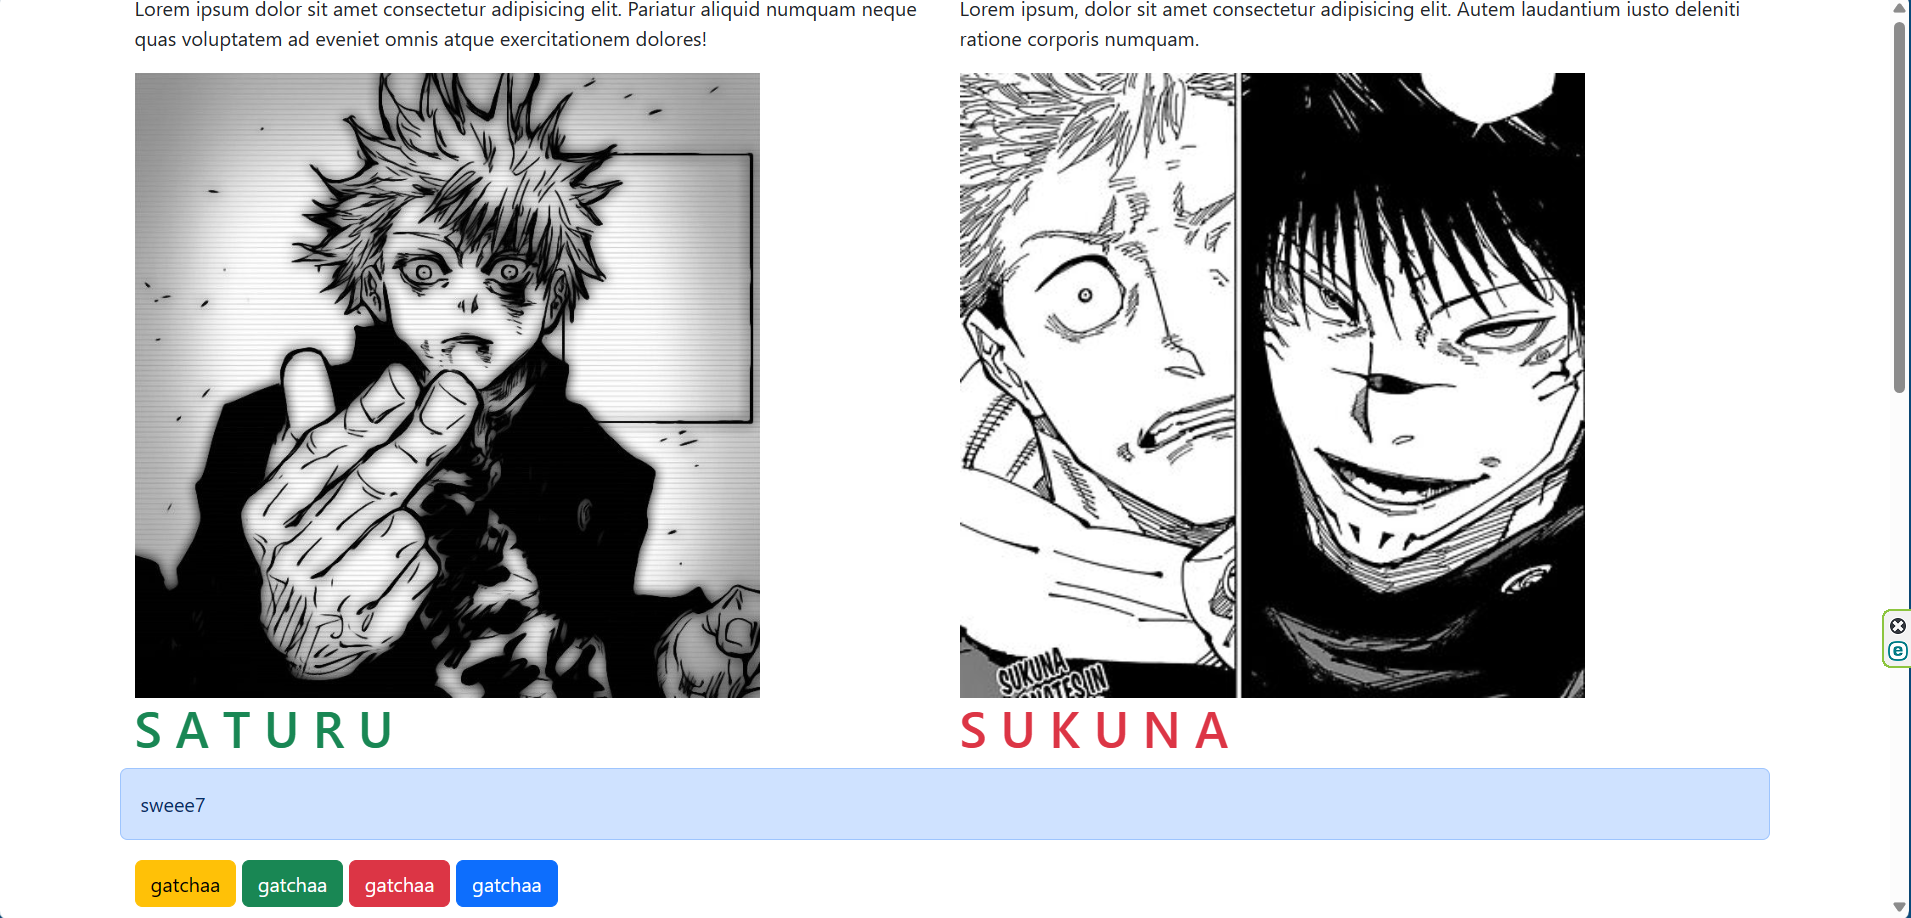 Lorem ipsum dolor sit amet consectetur adipisicing elit. Pariatur aliquid numquam neque
quas voluptatem ad eveniet omnis atque exercitationem dolores!
Lorem ipsum, dolor sit amet consectetur adipisicing elit. Autem laudantium iusto deleniti
ratione corporis numquam.
SUKUNA
S A T U R U
S U K U N A
sweee7
gatchaa gatchaa gatchaa gatchaa